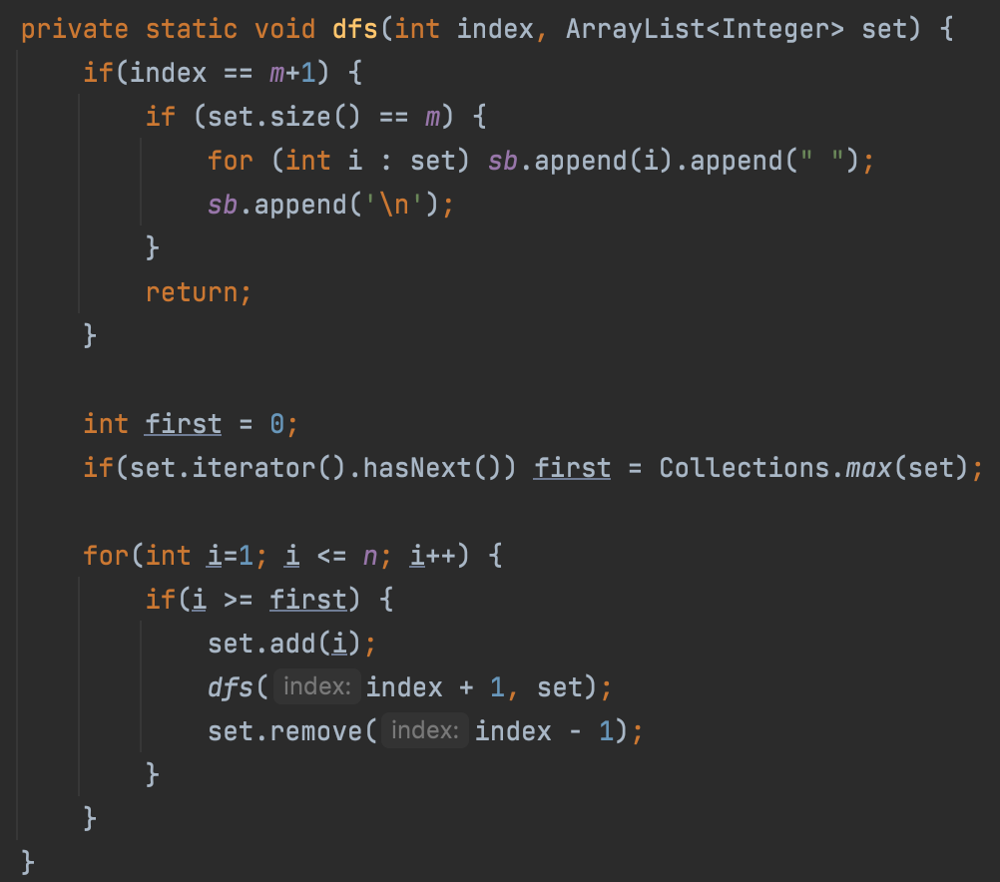 private static void dfs(int index, ArrayList<Integer> set) {
    if(index == m+1) {
        if (set.size() == m) {
            for (int i : set) sb.append(i).append(" ");
            sb.append('\n');
        }
        return;
    }

    int first = 0;
    if(set.iterator().hasNext()) first = Collections.max(set);

    for(int i=1; i <= n; i++) {
        if(i >= first) {
            set.add(i);
            dfs( index: index + 1, set);
            set.remove( index: index - 1);
        }
    }
}